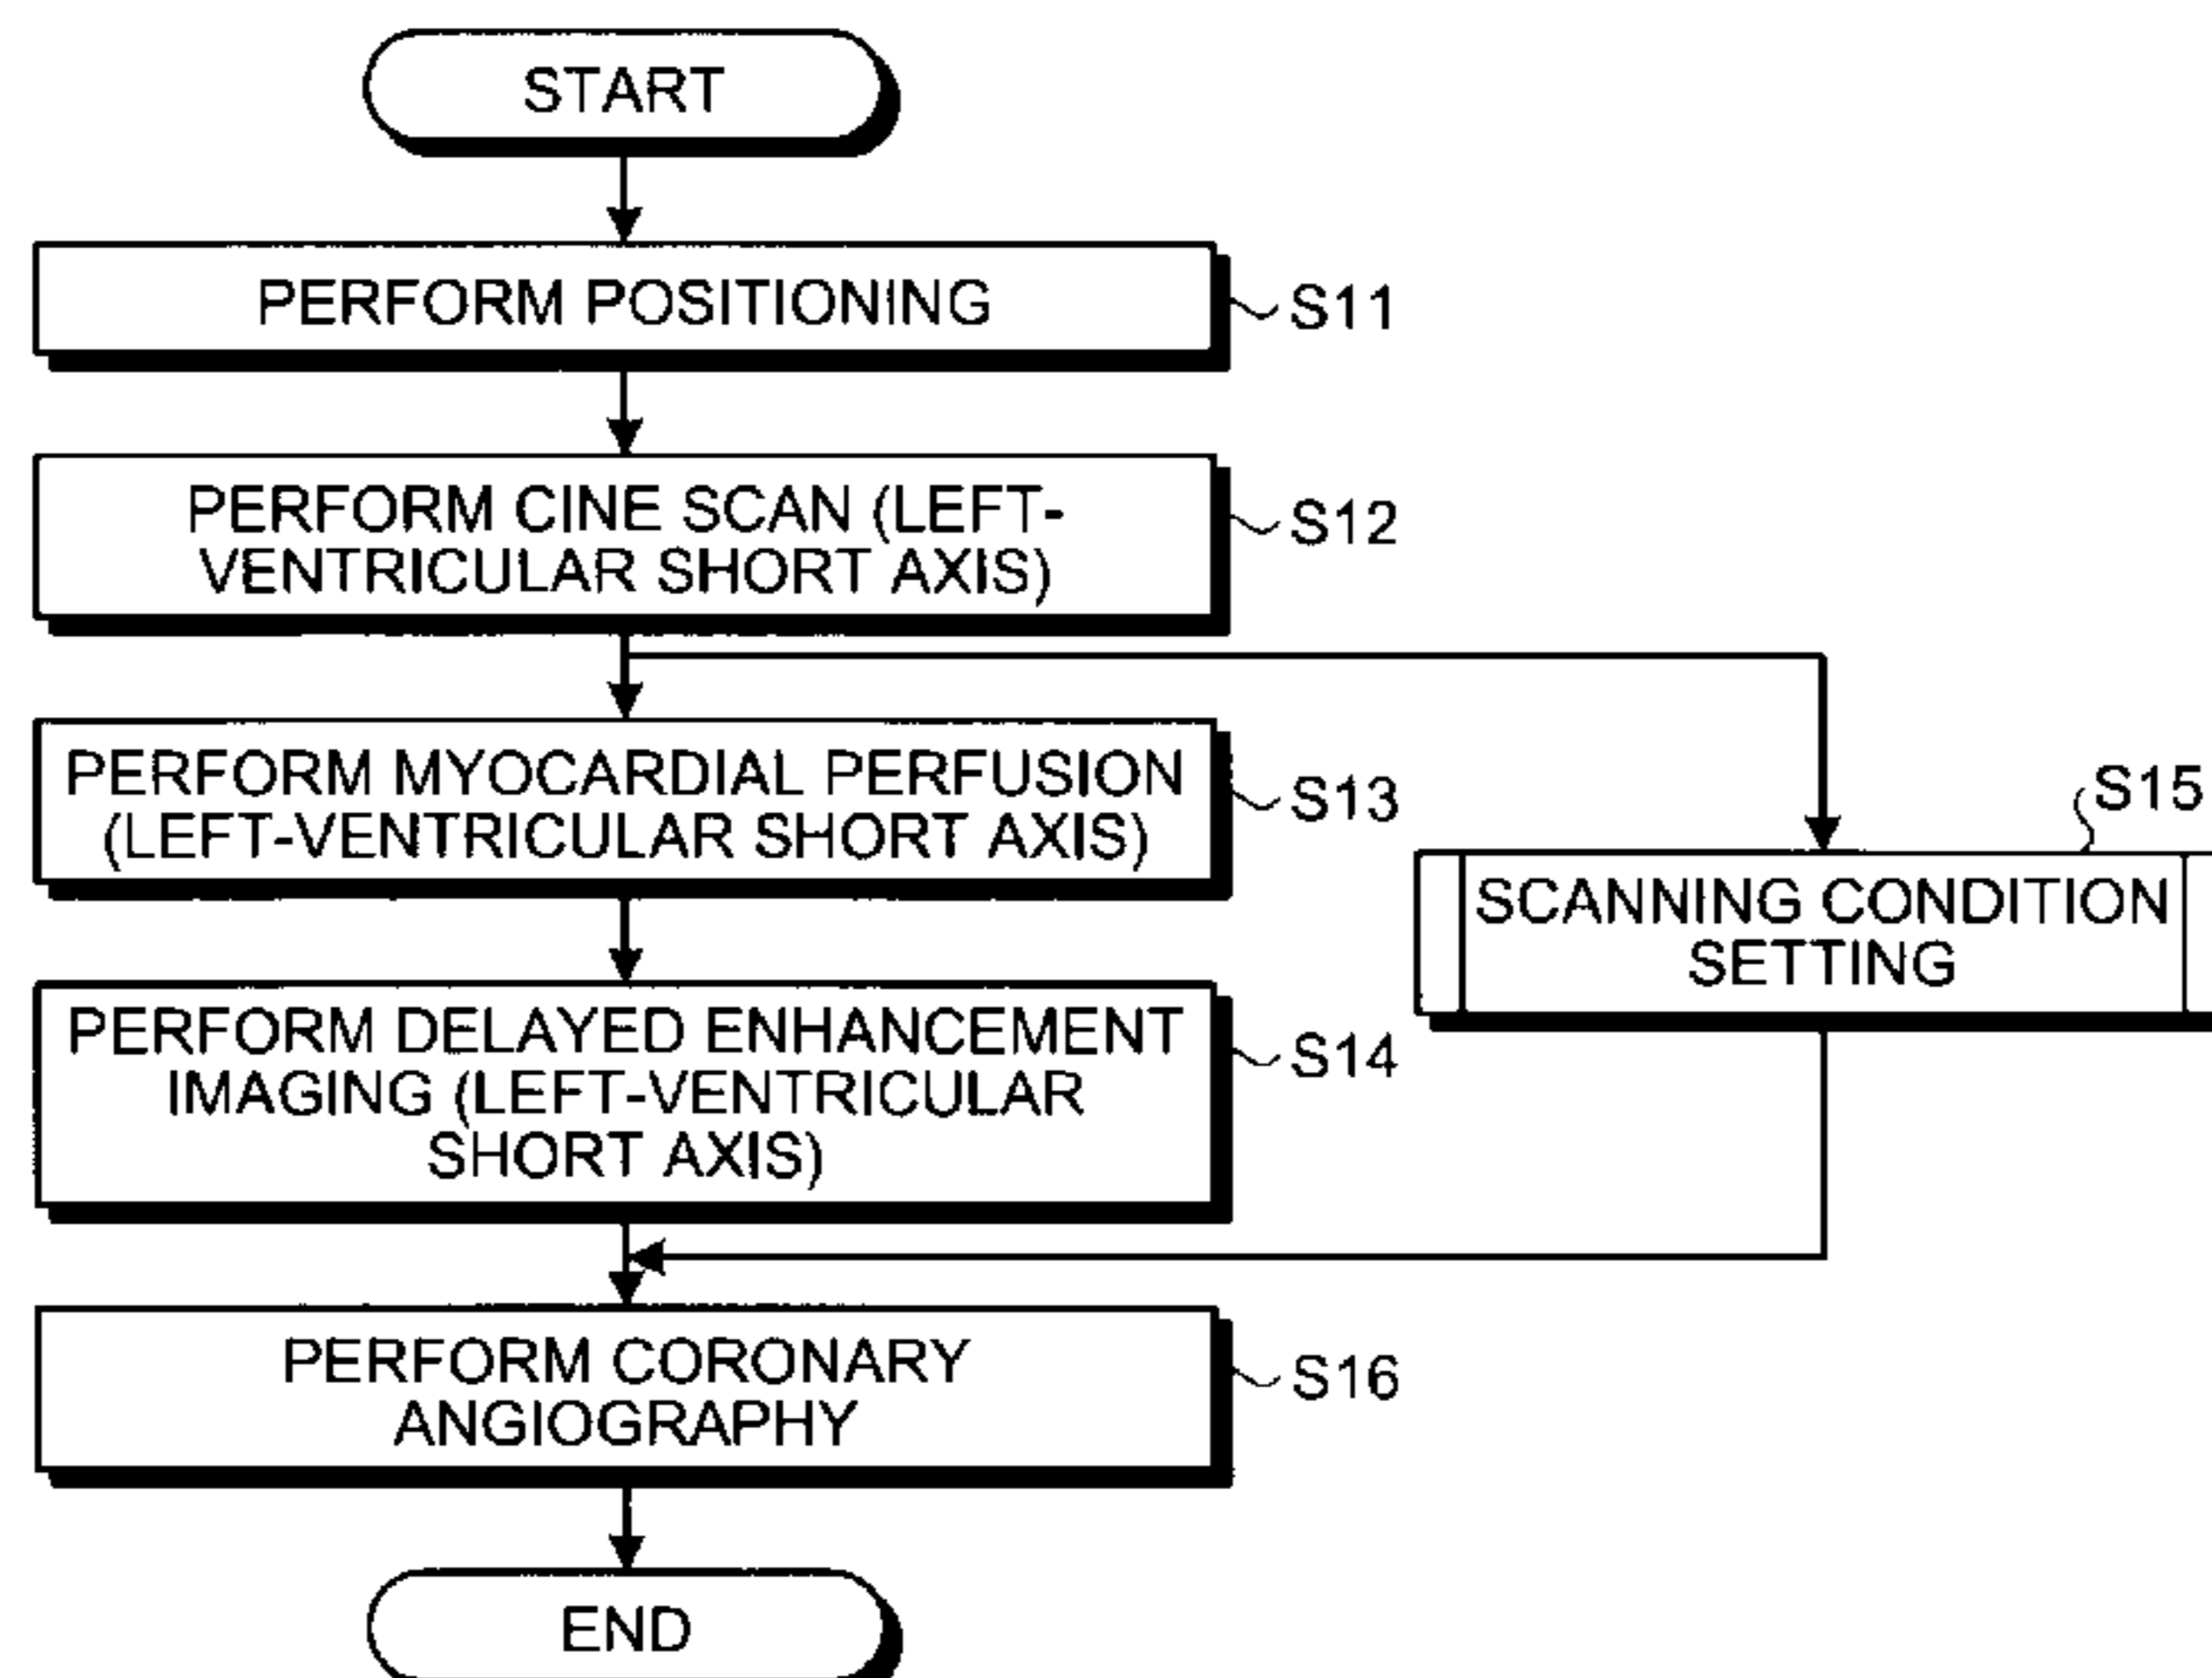 START
PERFORM POSITIONING
S11
PERFORM CINE SCAN (LEFT-
VENTRICULAR SHORT AXIS)
S12
PERFORM MYOCARDIAL PERFUSION
(LEFT-VENTRICULAR SHORT AXIS)
S13
PERFORM DELAYED ENHANCEMENT
IMAGING (LEFT-VENTRICULAR
SHORT AXIS)
S14
S15
SCANNING CONDITION
SETTING
PERFORM CORONARY
ANGIOGRAPHY
S16
END